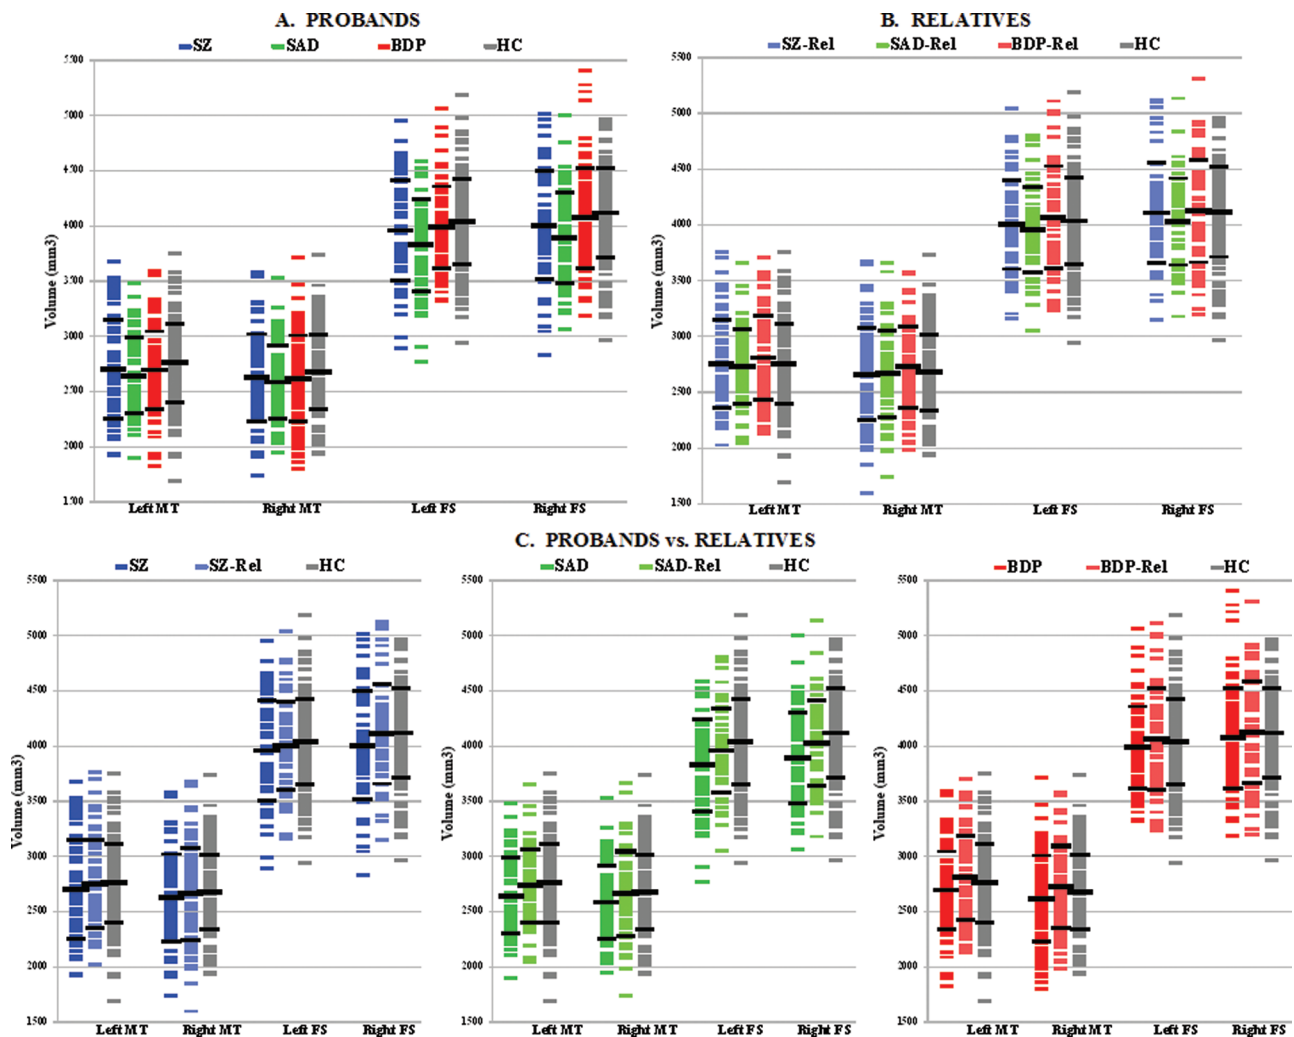 A. PROBANDS
SZ SAD BDP HC
5500
5000
4500
4000
3500
3000
2500
2000
1500
Volume (mm3)
Left MT Right MT Left FS Right FS
B. RELATIVES
SZ-Rel SAD-Rel BDP-Rel HC
5500
5000
4500
4000
3500
3000
2500
2000
1500
Volume (mm3)
Left MT Right MT Left FS Right FS
C. PROBANDS vs. RELATIVES
SZ SZ-Rel HC
5500
5000
4500
4000
3500
3000
2500
2000
1500
Volume (mm3)
Left MT Right MT Left FS Right FS
SAD SAD-Rel HC
5500
5000
4500
4000
3500
3000
2500
2000
1500
Volume (mm3)
Left MT Right MT Left FS Right FS
BDP BDP-Rel HC
5500
5000
4500
4000
3500
3000
2500
2000
1500
Volume (mm3)
Left MT Right MT Left FS Right FS